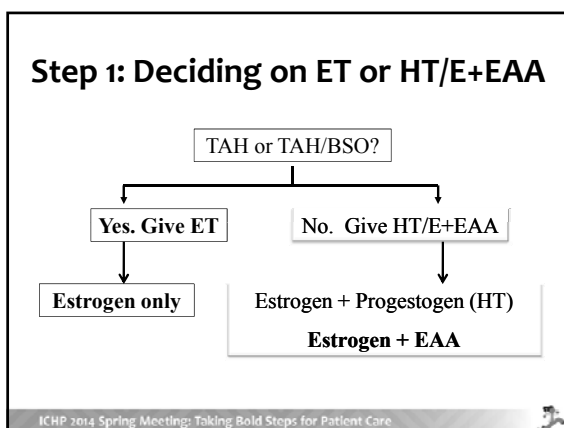 Step 1: Deciding on ET or HT/E+EAA
TAH or TAH/BSO?
Yes. Give ET
No. Give HT/E+EAA
Estrogen only
Estrogen + Progestogen (HT)
Estrogen + EAA
ICHP 2014 Spring Meeting: Taking Bold Steps for Patient Care